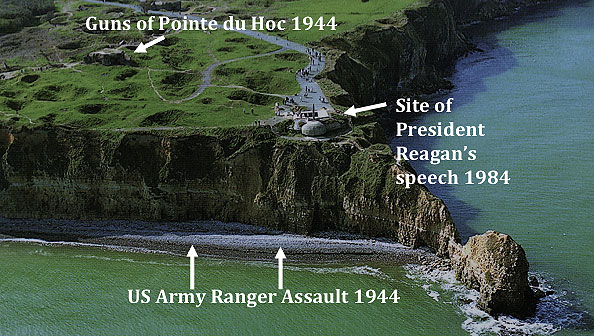 Guns of Pointe du Hoc 1944
Site of
President
Reagan's
speech 1984
US Army Ranger Assault 1944